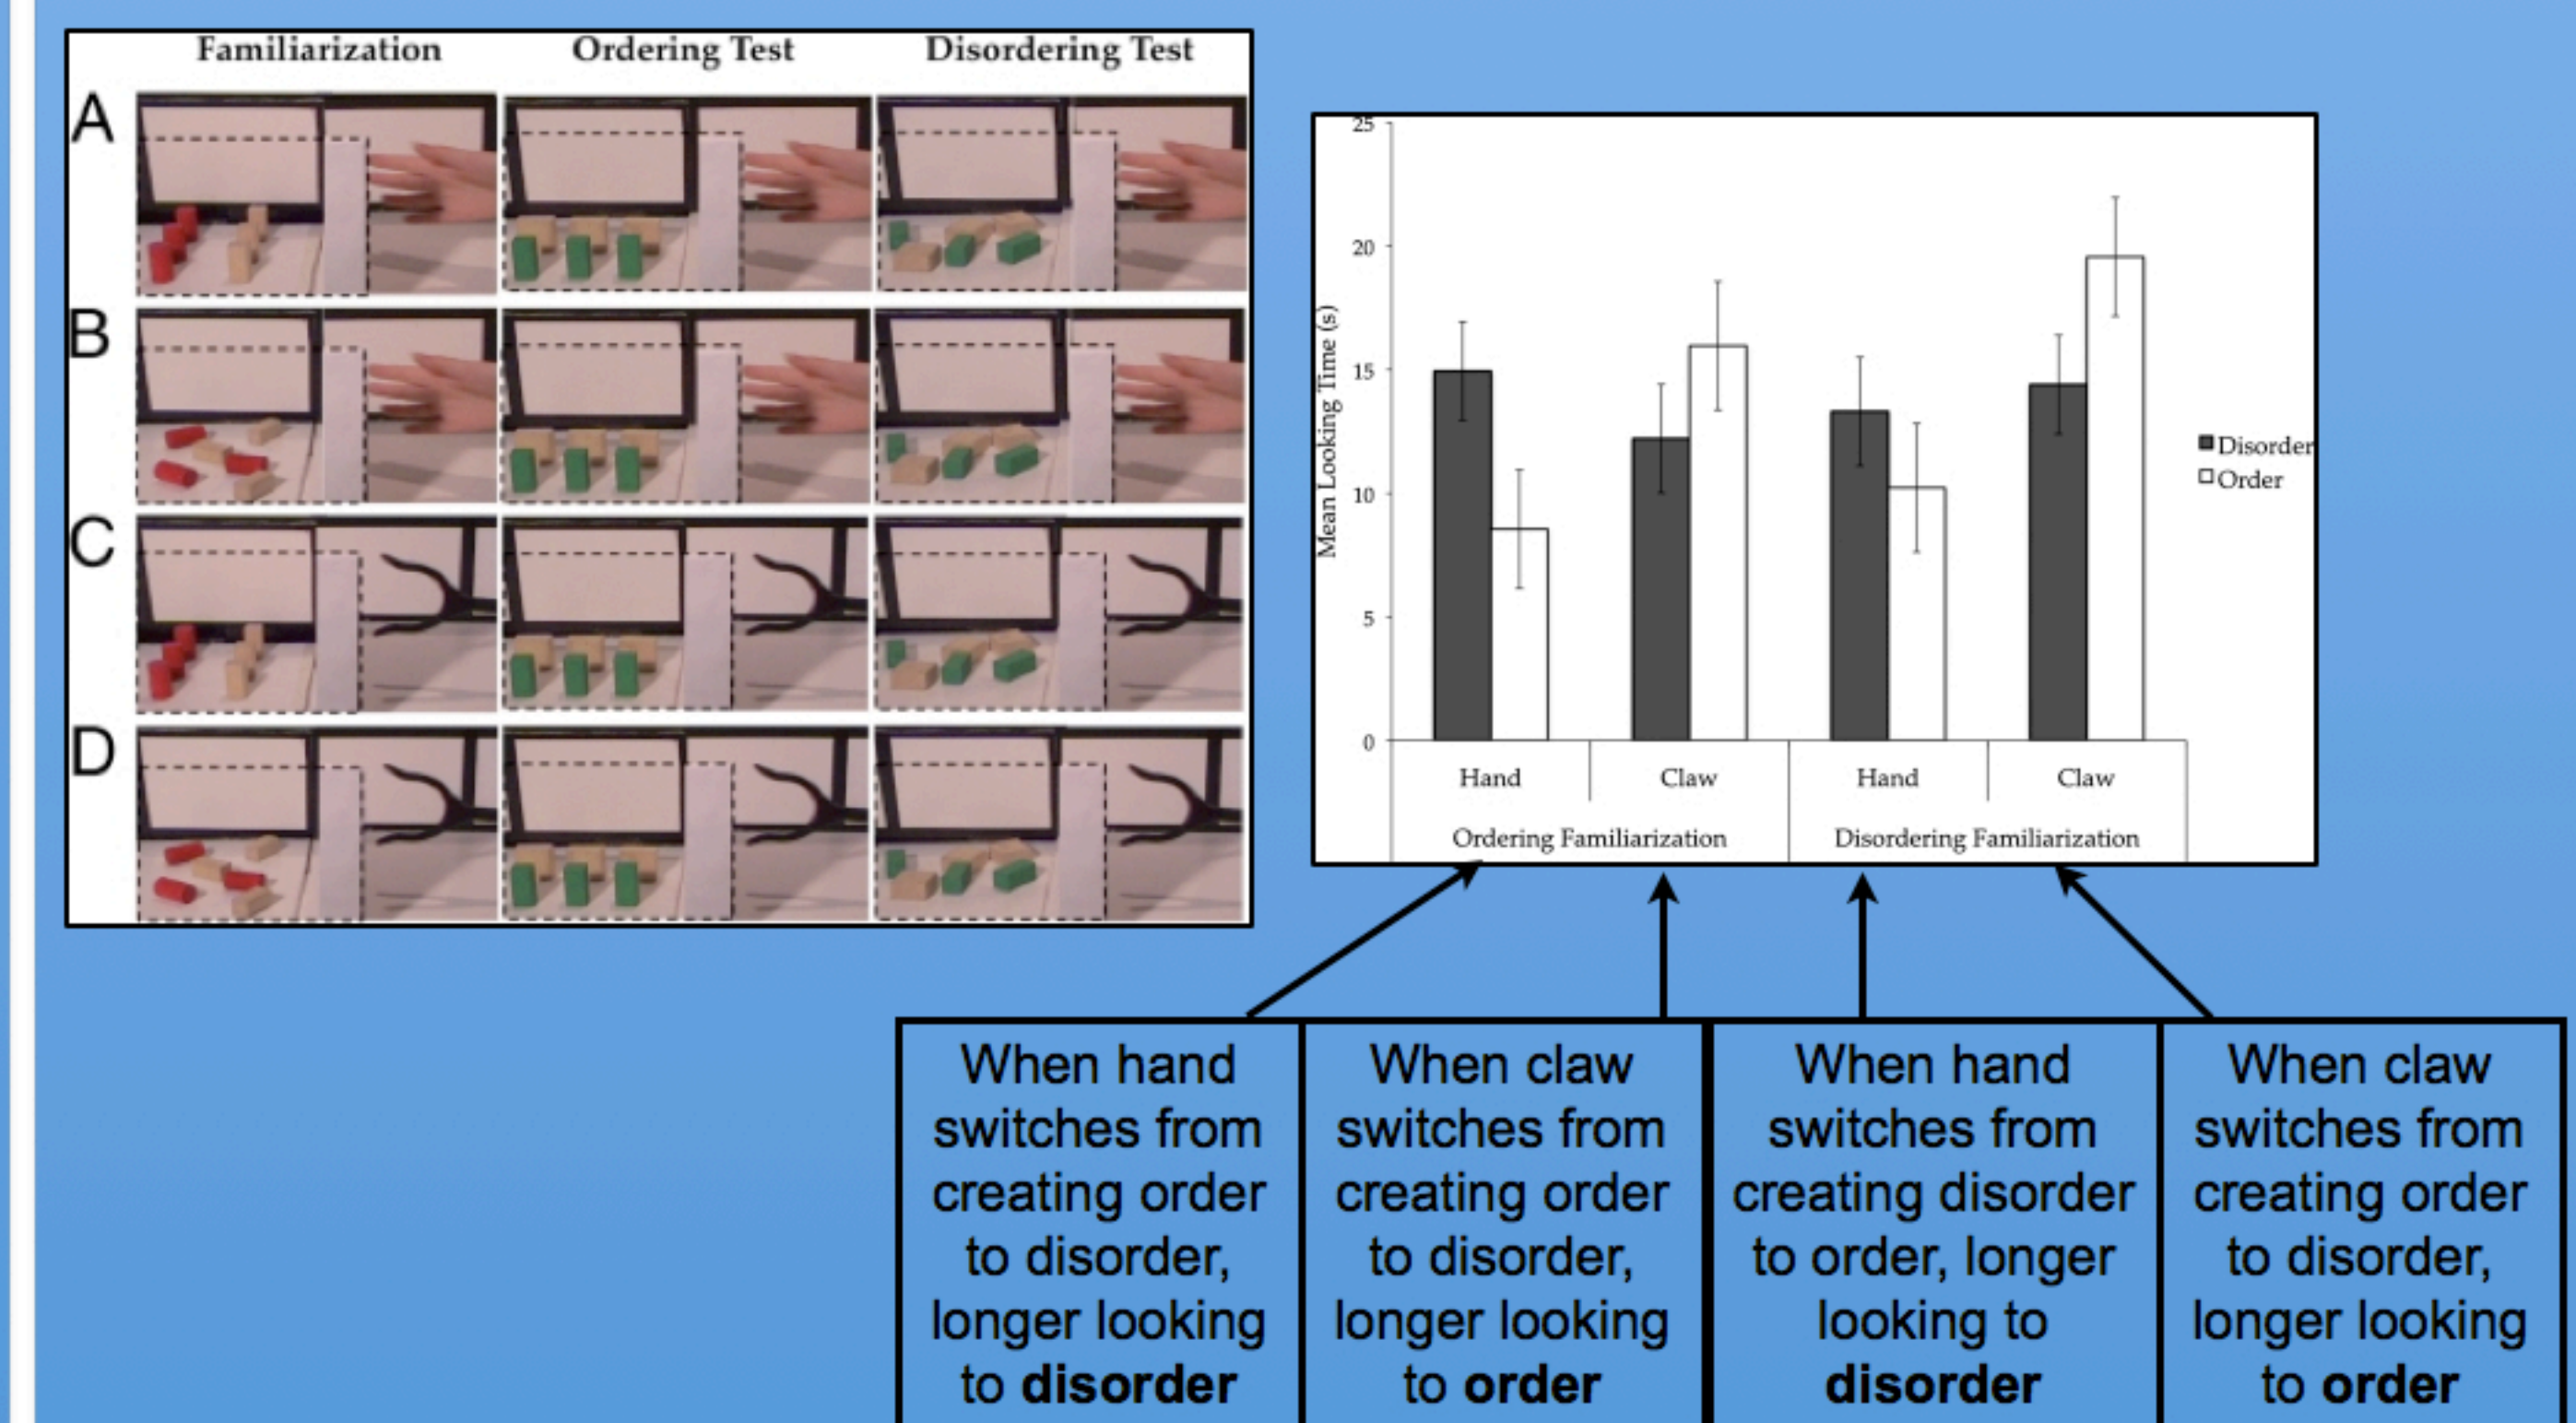 Familiarization Ordering Test Disordering Test
A
B
C
D
25
20
15
10
5
0
Mean Looking Time (s)
Disorder
Order
Hand Claw Hand Claw
Ordering Familiarization Disordering Familiarization
When hand
switches from
creating order
to disorder,
longer looking
to disorder
When claw
switches from
creating order
to disorder,
longer looking
to order
When hand
switches from
creating disorder
to order, longer
looking to
disorder
When claw
switches from
creating order
to disorder,
longer looking
to order